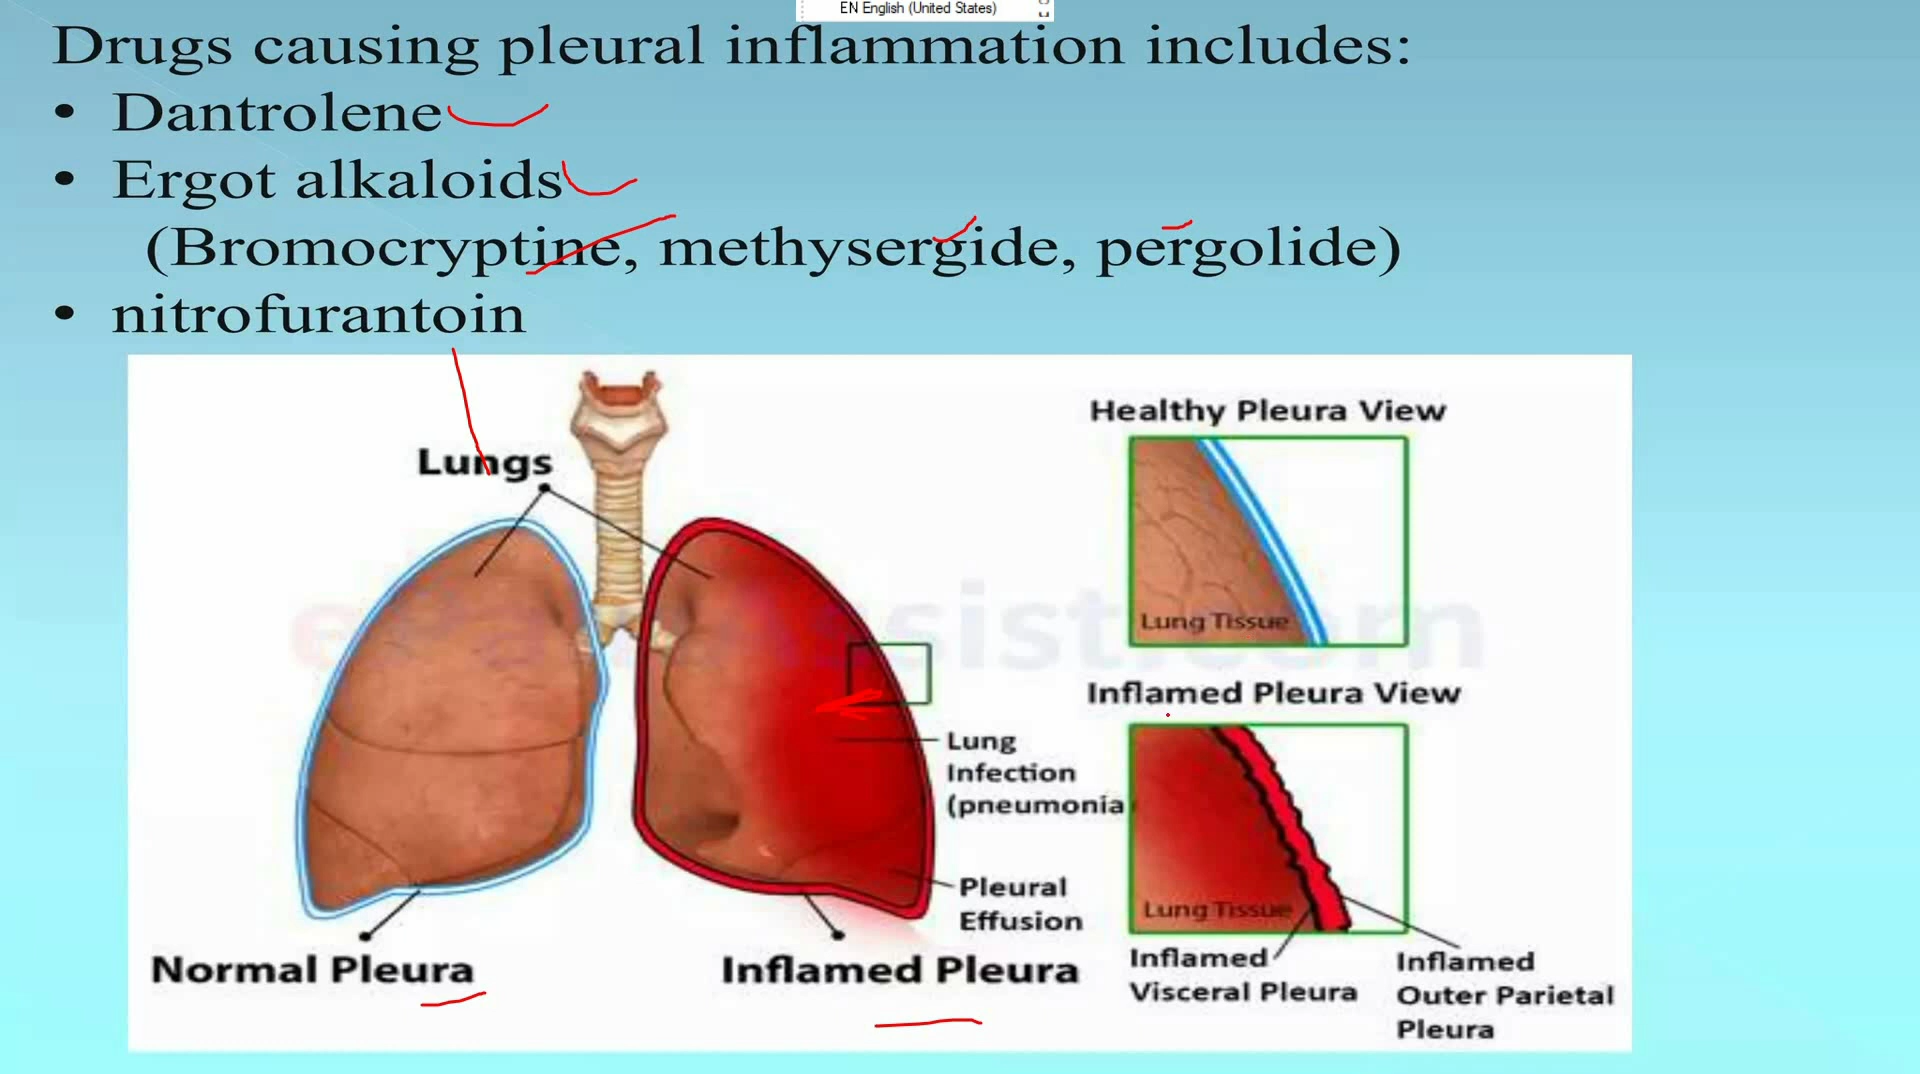 EN English (United States)
Drugs causing pleural inflammation includes:
• Dantrolene
• Ergot alkaloids
(Bromocryptine, methysergide, pergolide)
• nitrofurantoin
Lungs
Normal Pleura
Inflamed Pleura
Lung
Infection
(pneumonia
Pleural
Effusion
Healthy Pleura View
Lung Tissue
Inflamed Pleura View
Lung Tissue
Inflamed
Visceral Pleura
Inflamed
Outer Parietal
Pleura